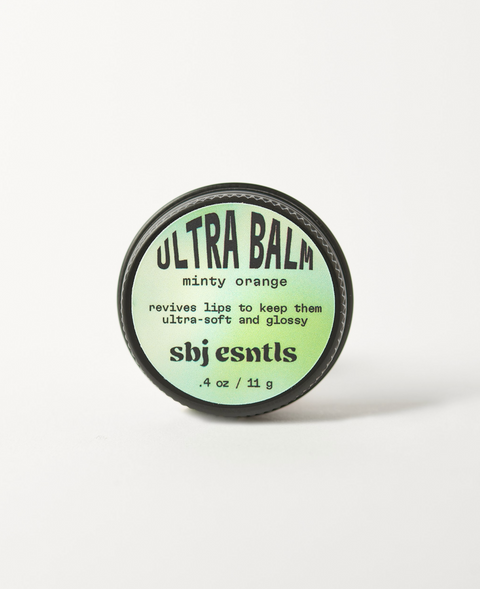 ULTRA BALM
minty orange
revives lips to keep them
ultra-soft and glossy
sbj esntls
.4 oz / 11 g